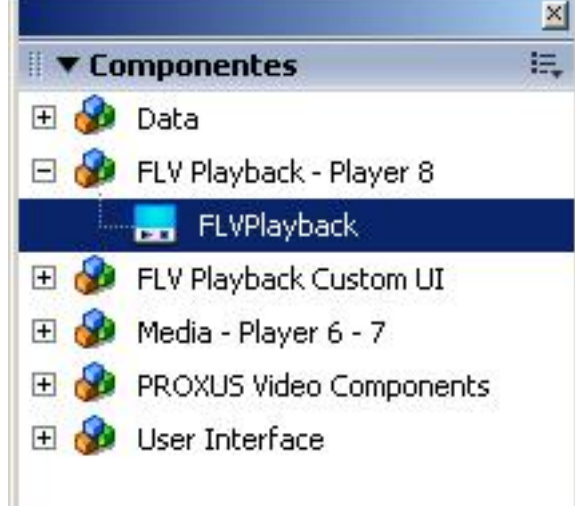 Componentes
Data
FLV Playback - Player 8
FLVPlayback
FLV Playback Custom UI
Media - Player 6 - 7
PROXUS Video Components
User Interface